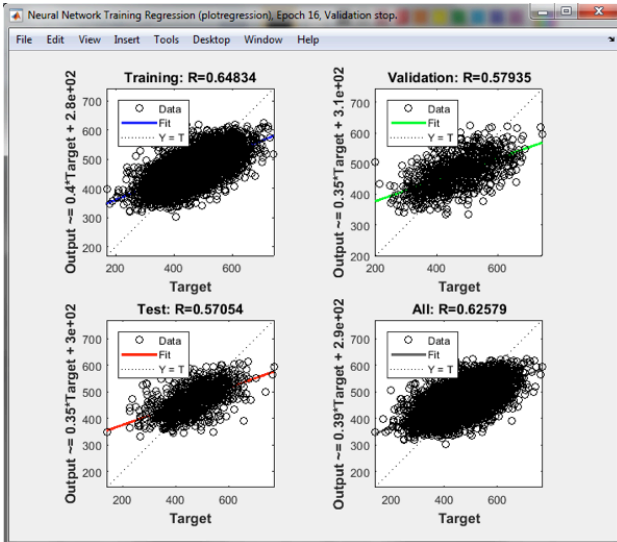 Neural Network Training Regression (plotregression), Epoch 16, Validation stop.
File Edit View Insert Tools Desktop Window Help
Training: R=0.64834
Output ~= 0.4*Target + 2.8e+02
700
600
500
400
300
200
Data
Fit
Y = T
200 400 600
Target
Validation: R=0.57935
Output ~= 0.35*Target + 3.1e+02
700
600
500
400
300
200
Data
Fit
Y = T
200 400 600
Target
Test: R=0.57054
Output ~= 0.35*Target + 3e+02
700
600
500
400
300
200
Data
Fit
Y = T
200 400 600
Target
All: R=0.62579
Output ~= 0.39*Target + 2.9e+02
700
600
500
400
300
200
Data
Fit
Y = T
200 400 600
Target